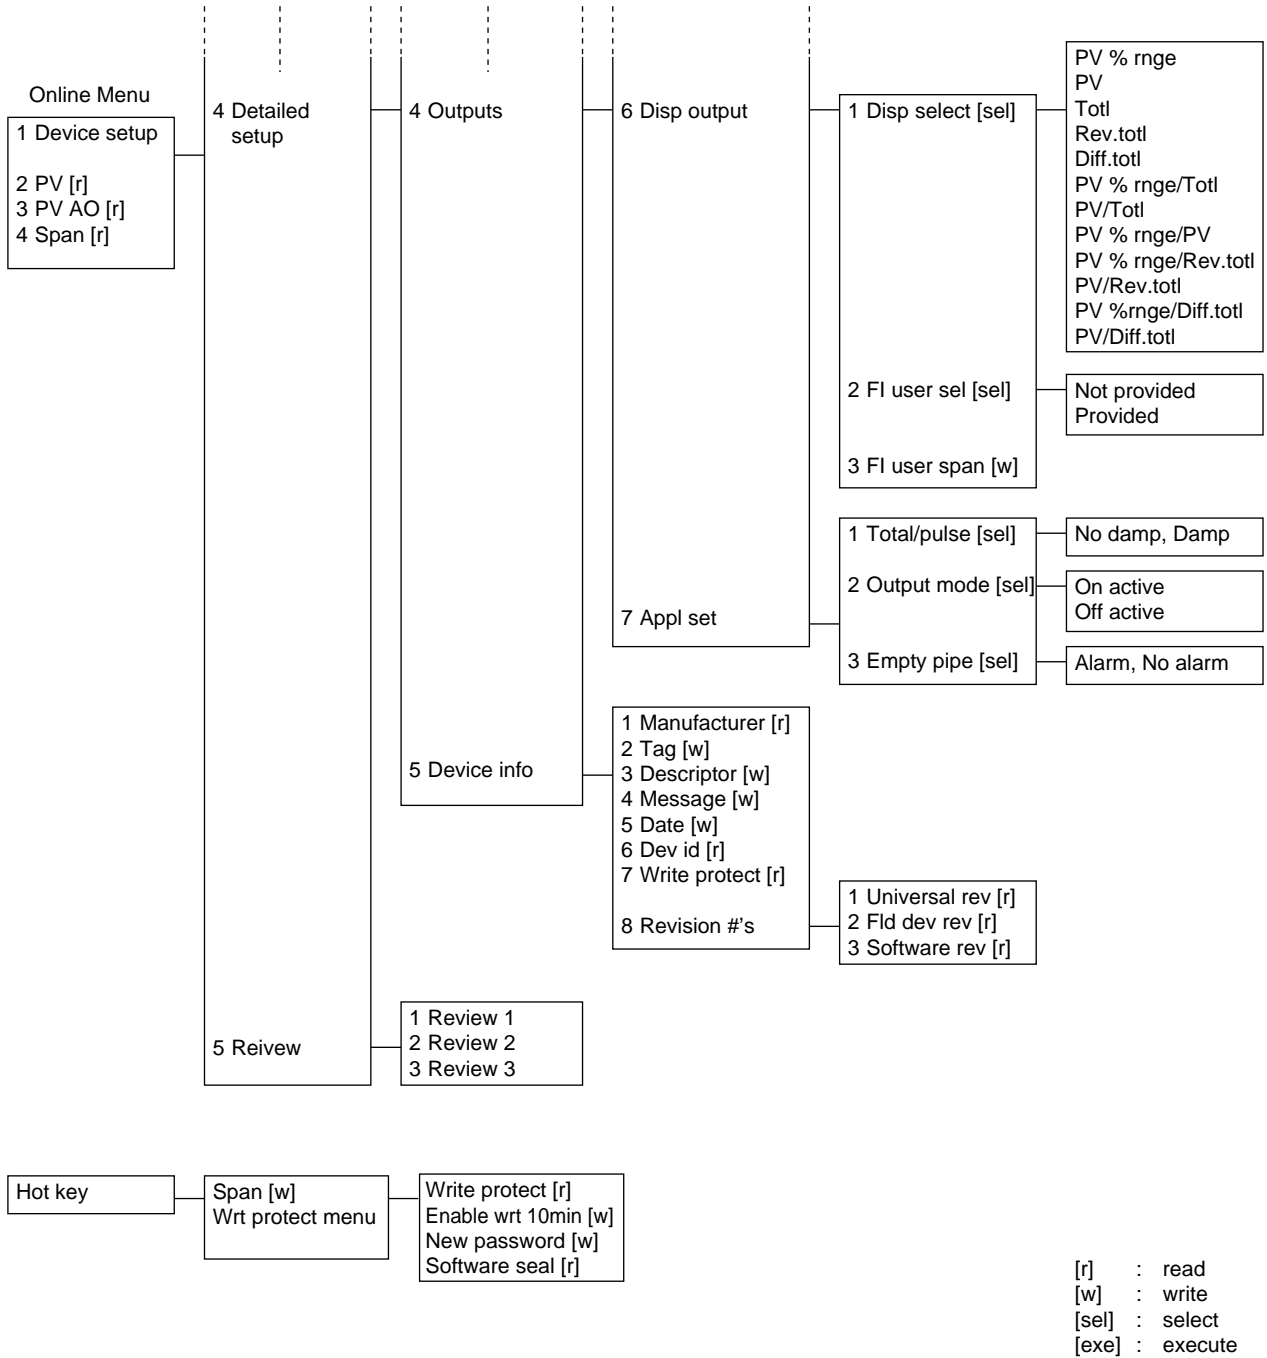 Online Menu
1 Device setup
2 PV [r]
3 PV AO [r]
4 Span [r]
4 Detailed
setup
5 Reivew
4 Outputs
5 Device info
1 Review 1
2 Review 2
3 Review 3
6 Disp output
7 Appl set
1 Manufacturer [r]
2 Tag [w]
3 Descriptor [w]
4 Message [w]
5 Date [w]
6 Dev id [r]
7 Write protect [r]
8 Revision #'s
1 Disp select [sel]
2 FI user sel [sel]
3 FI user span [w]
1 Total/pulse [sel]
2 Output mode [sel]
3 Empty pipe [sel]
1 Universal rev [r]
2 Fld dev rev [r]
3 Software rev [r]
PV % rnge
PV
Totl
Rev.totl
Diff.totl
PV % rnge/Totl
PV/Totl
PV % rnge/PV
PV % rnge/Rev.totl
PV/Rev.totl
PV %rnge/Diff.totl
PV/Diff.totl
Not provided
Provided
No damp, Damp
On active
Off active
Alarm, No alarm
Hot key
Span [w]
Wrt protect menu
Write protect [r]
Enable wrt 10min [w]
New password [w]
Software seal [r]
[r] : read
[w] : write
[sel] : select
[exe] : execute